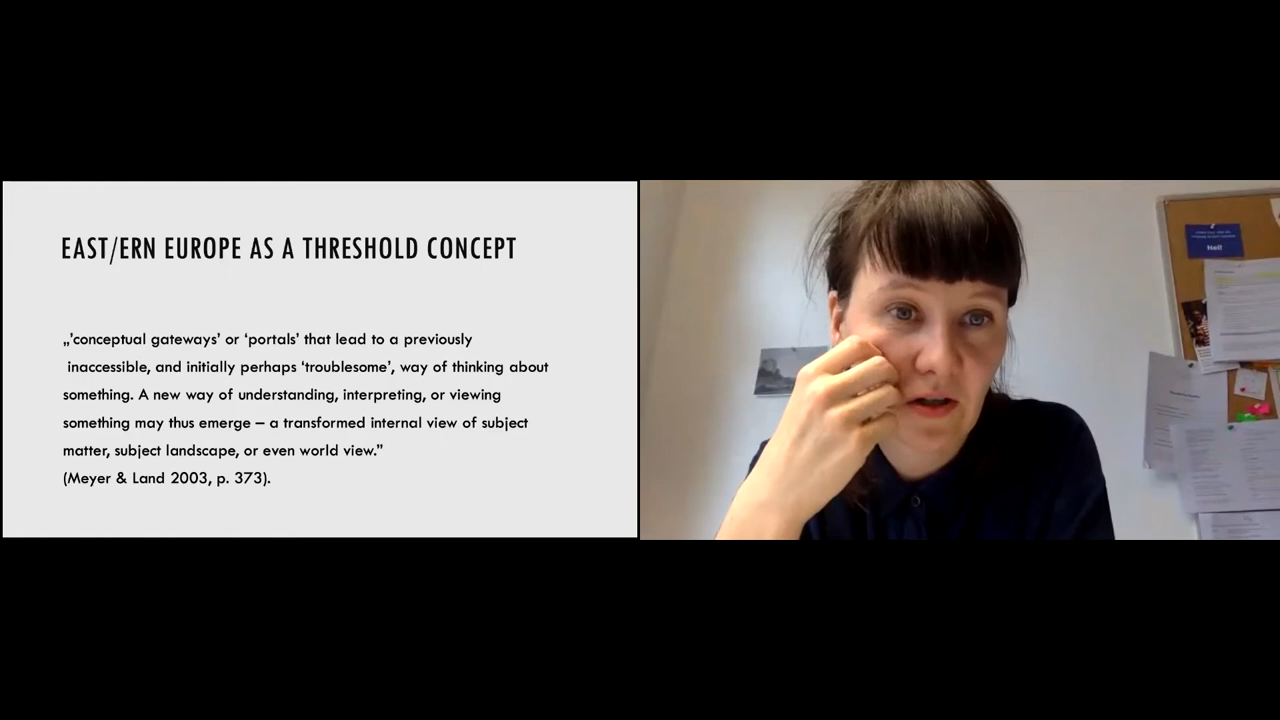 EAST/ERN EUROPE AS A THRESHOLD CONCEPT
„'conceptual gateways' or 'portals' that lead to a previously
inaccessible, and initially perhaps 'troublesome', way of thinking about
something. A new way of understanding, interpreting, or viewing
something may thus emerge – a transformed internal view of subject
matter, subject landscape, or even world view.”
(Meyer & Land 2003, p. 373).